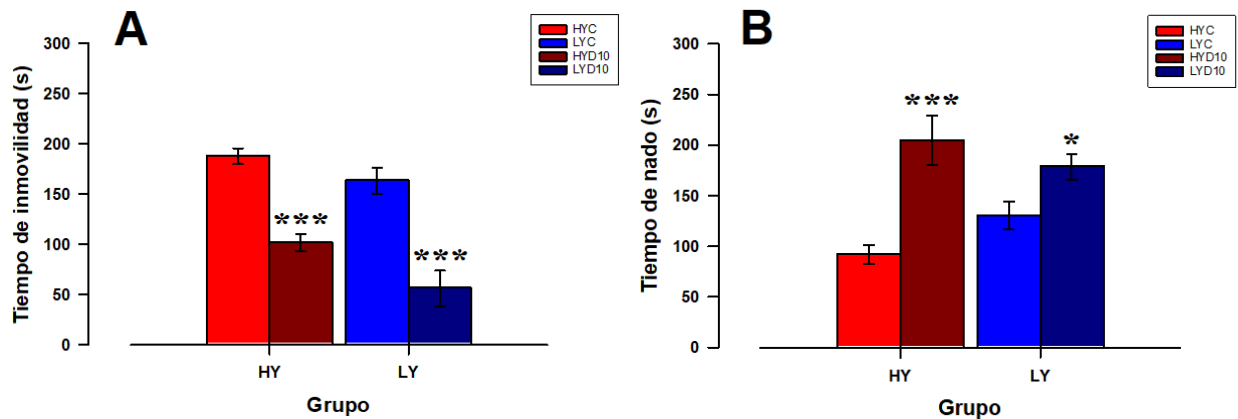 A
HYC
LYC
HYD10
LYD10
Tiempo de inmovilidad (s)
300
250
200
150
100
50
0
***
***
HY
LY
Grupo
B
HYC
LYC
HYD10
LYD10
Tiempo de nado (s)
300
250
200
150
100
50
0
***
*
HY
LY
Grupo